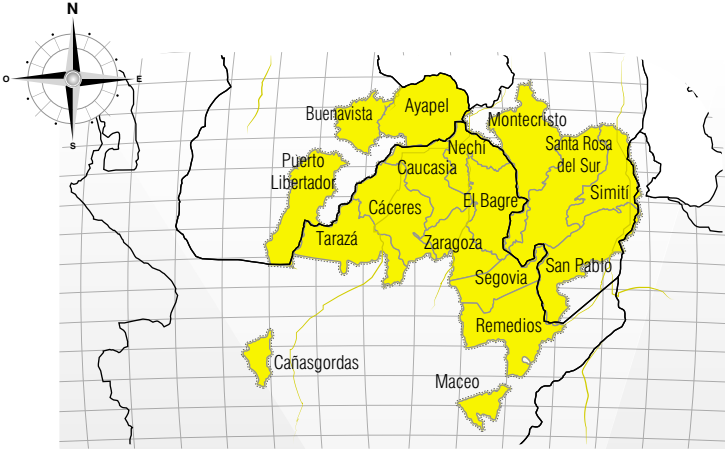 N
O
E
S
Ayapel
Buenavista
Montecristo
Nechí
Santa Rosa
del Sur
Puerto
Libertador
Caucasia
Simití
Cáceres
El Bagre
Tarazá
Zaragoza
San Pablo
Segovia
Remedios
Cañasgordas
Maceo